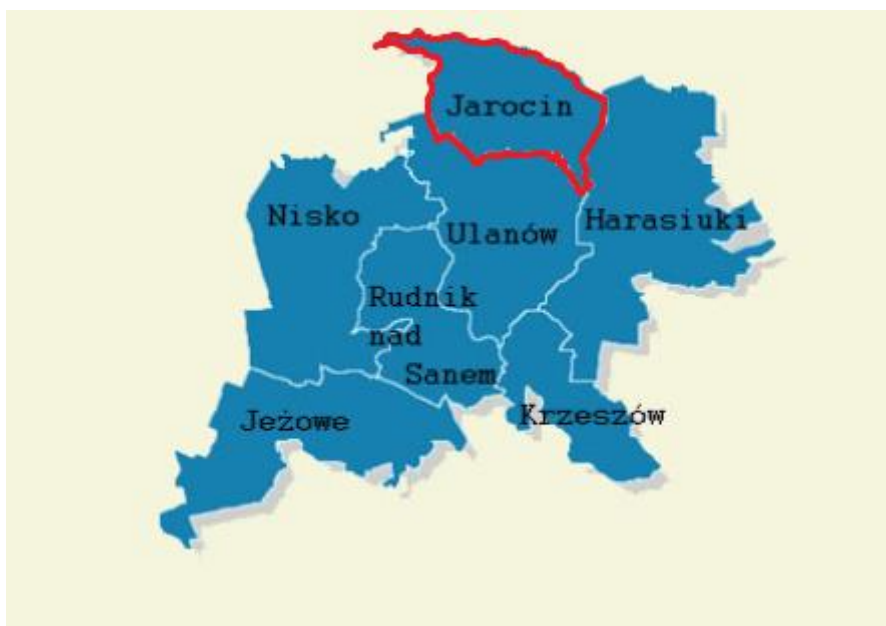 Jarocin
Nisko
Ulanów
Harasiuki
Rudnik
nad
Sanem
Jeżowe
Krzeszów